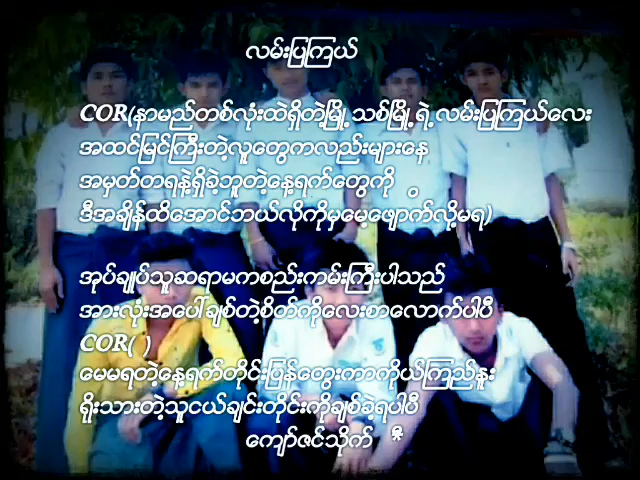 လမ်းပြကြယ်
COR(နာမည်တစ်လုံးထဲရှိတဲ့မြို့သစ်မြို့ရဲ့လမ်းပြကြယ်လေး
အထင်မြင်ကြီးတဲ့လူတွေကလည်းများနေ
အမှတ်တရနဲ့ရှိခဲ့ဘူတဲ့နေ့ရက်တွေကို
ဒီအချိန်ထိအောင်ဘယ်လိုကိုမှမေ့ဖျောက်လို့မရ)
အုပ်ချုပ်သူဆရာမကစည်းကမ်းကြီးပါသည်
အားလုံးအပေါ်ချစ်တဲ့စိတ်ကိုလေးစာလောက်ပါပီ
COR( )
မေမရတဲ့နေ့ရက်တိုင်းပြန်တွေးကာကိုယ်ကြည်နူး
ရိုးသားတဲ့သူငယ်ချင်းတိုင်းကိုချစ်ခဲ့ရပါပီ
ကျော်ဇင်သိုက် *